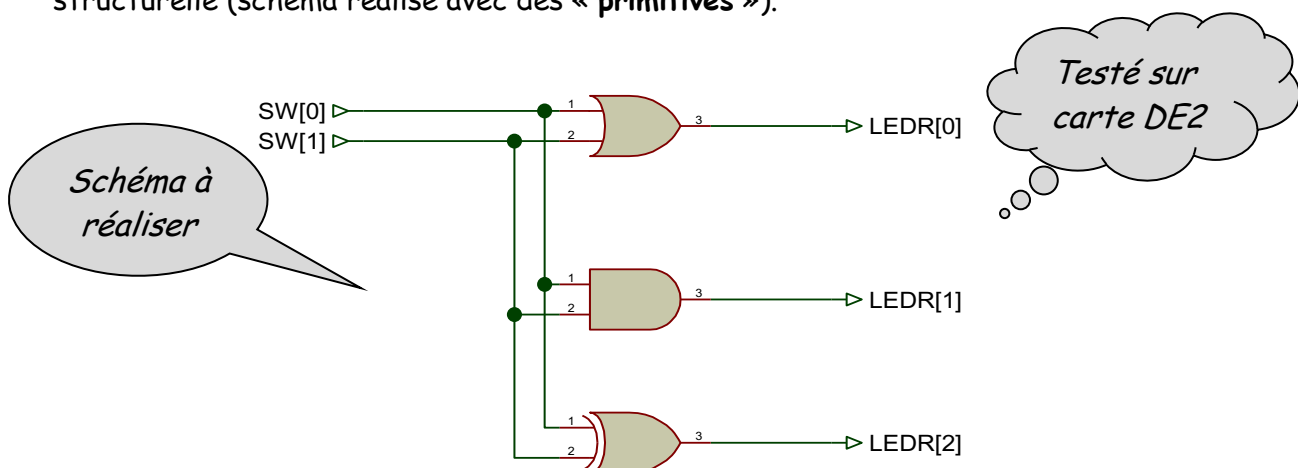 structurelle (schéma réalisé avec des « primitives »).
Testé sur
carte DE2
SW[0]
SW[1]
1
2
3
LEDR[0]
Schéma à
réaliser
1
2
3
LEDR[1]
1
2
3
LEDR[2]